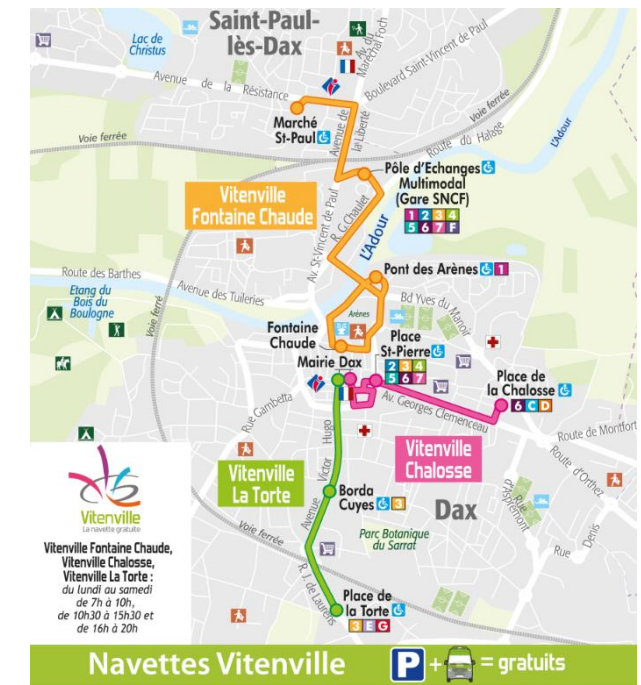 Saint-Paul-
lès-Dax
Lac de
Christus
Av. du
Maréchal Foch
Boulevard Saint-Vincent de Paul
Avenue de la Résistance
Marché
St-Paul
Avenue de
la Liberté
Voie ferrée
Voie ferrée
Route du Halage
L'Adour
Pôle d'Echanges
Multimodal
(Gare SNCF)
1 2 3 4
5 6 7 F
Vitenville
Fontaine Chaude
R. G. Chaulet
Av. St-Vincent de Paul
L'Adour
Pont des Arènes 1
Route des Barthes
Avenue des Tuileries
Etang du
Bois du
Boulogne
Voie ferré
Bd Yves du Manoir
Arènes
Fontaine
Chaude
Place
St-Pierre
2 3 4
5 6 7
Mairie Dax
Place de
la Chalosse
6 C D
Av. Georges Clemenceau
Rue Gambetta
Route de Montfort
Vitenville
Chalosse
Route d'Orthez
Avenue Victor Hugo
Vitenville
La Torte
Borda
Cuyes 3
Dax
Rue Denis
Parc Botanique
du Sarrat
Voie ferrée
R. J. de Laurens
Place de
la Torte
3 E G
Vitenville
La navette gratuite
Vitenville Fontaine Chaude,
Vitenville Chalosse,
Vitenville La Torte :
du lundi au samedi
de 7h à 10h,
de 10h30 à 15h30 et
de 16h à 20h
Navettes Vitenville P + = gratuits